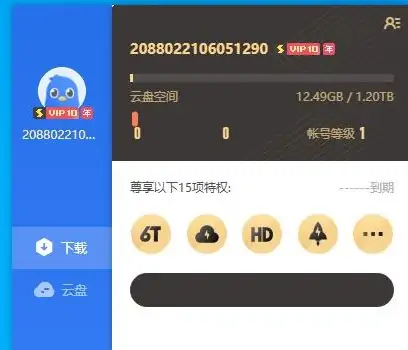 2088022106051290 VIP10 年
云盘空间 12.49GB / 1.20TB
0 0 帐号等级 1
VIP10 年
208802210...
尊享以下15项特权: ------到期
6T HD
下载
云盘